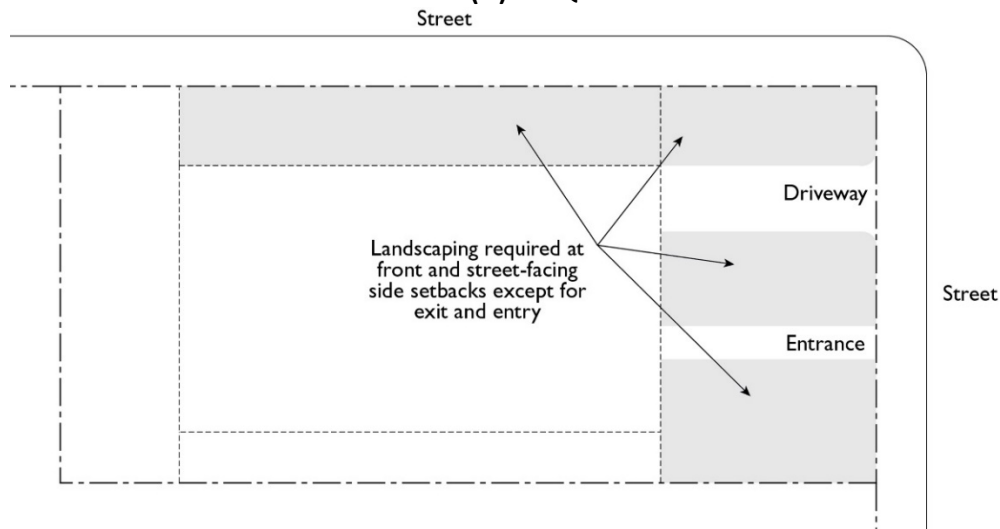 Street
Driveway
Landscaping required at
front and street-facing
side setbacks except for
exit and entry
Street
Entrance